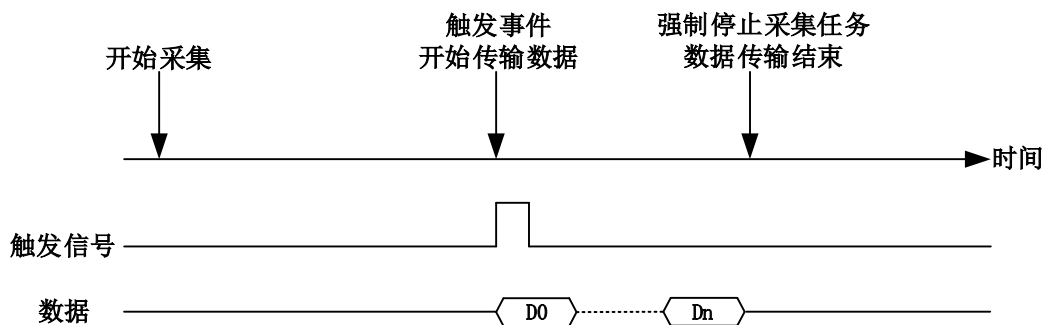 开始采集
触发事件
开始传输数据
强制停止采集任务
数据传输结束
时间
触发信号
数据
D0
Dn